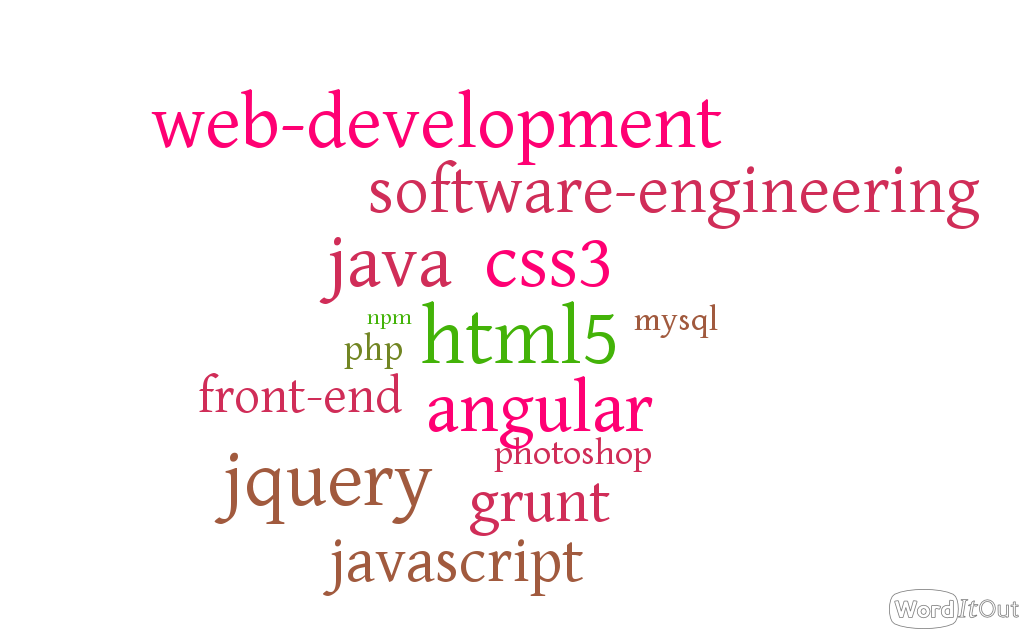 web-development
software-engineering
java css3
npm html5 mysql
php
front-end angular
photoshop
jquery grunt
javascript
WordItOut